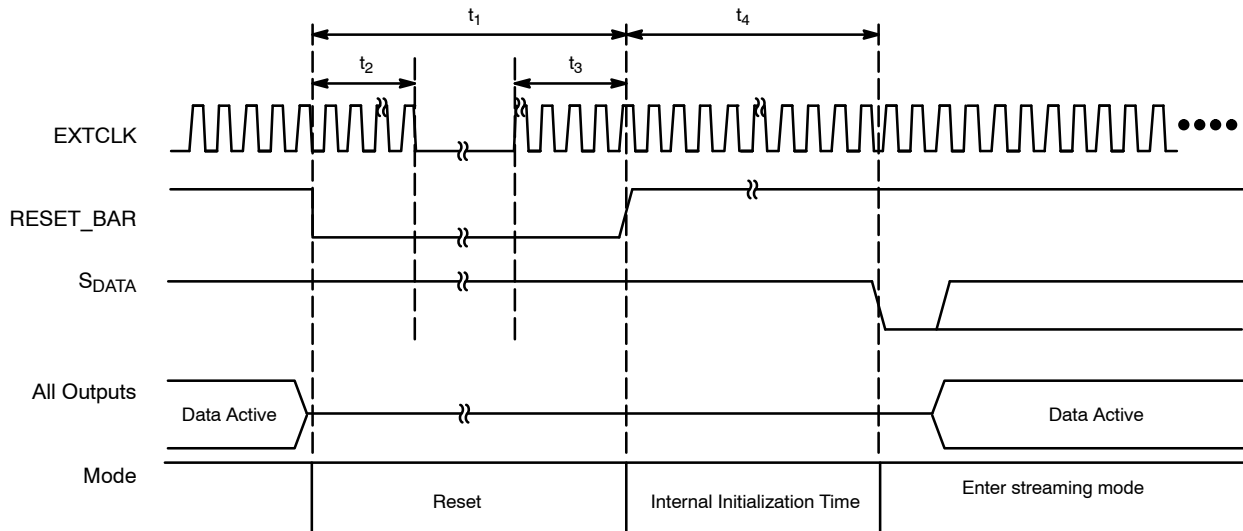 t1
t4
t2
t3
EXTCLK
RESET_BAR
SDATA
All Outputs
Data Active
Data Active
Mode
Reset
Internal Initialization Time
Enter streaming mode